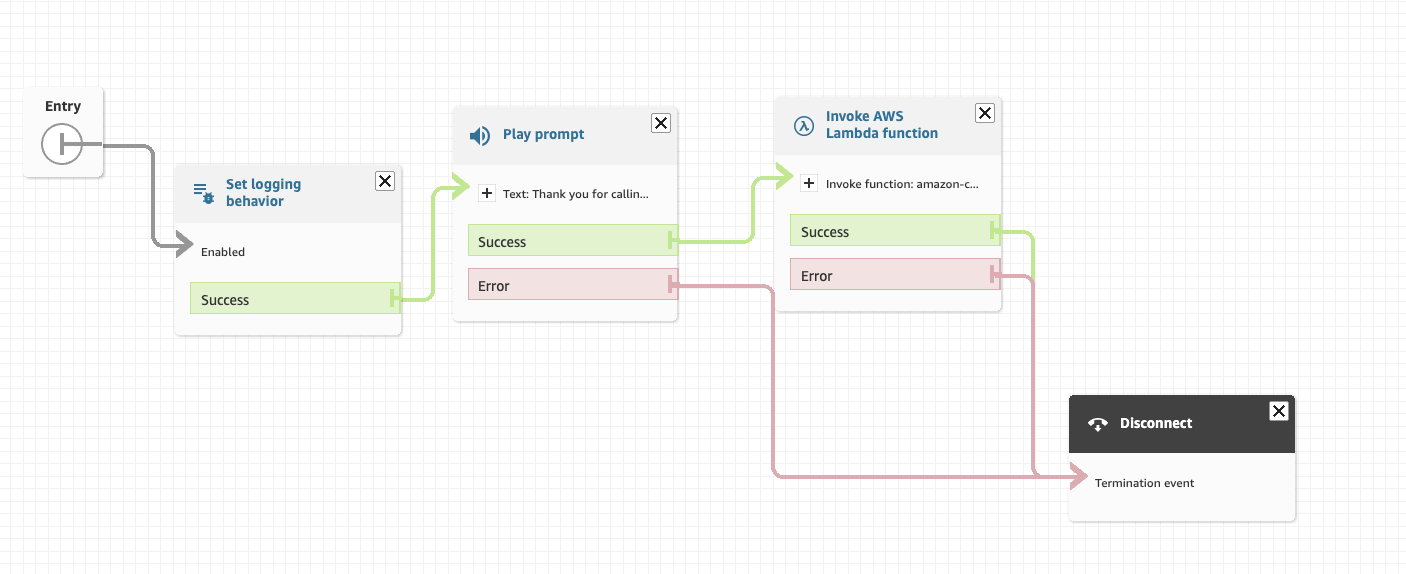 Entry
Set logging
behavior
Enabled
Success
Play prompt
Text: Thank you for callin...
Success
Error
Invoke AWS
Lambda function
Invoke function: amazon-c...
Success
Error
Disconnect
Termination event